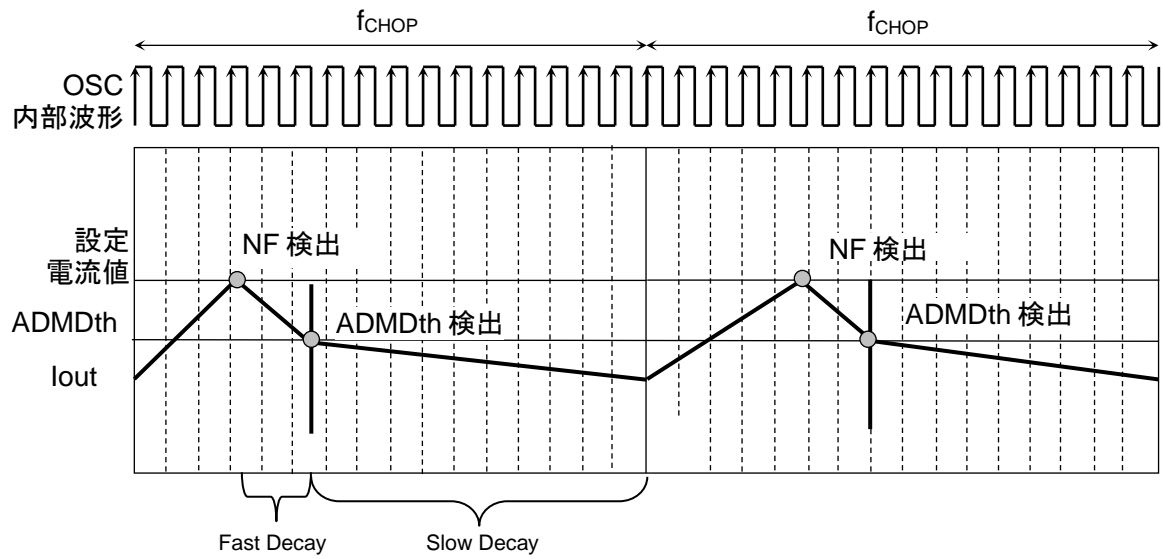 fCHOP
fCHOP
OSC
内部波形
設定
電流値
NF 検出
NF 検出
ADMDth
ADMDth 検出
ADMDth 検出
Iout
Fast Decay
Slow Decay